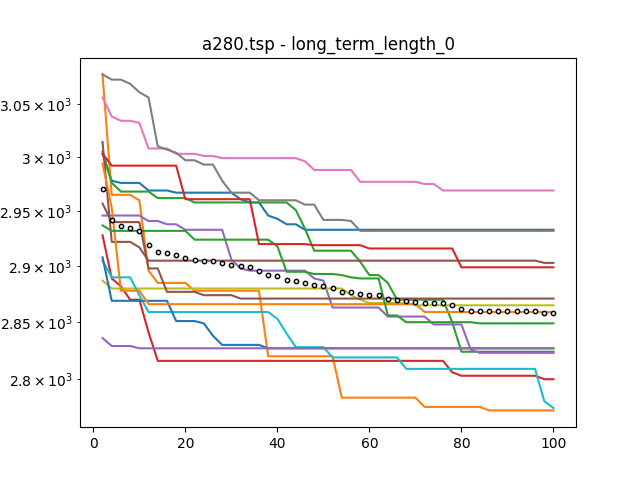 a280.tsp - long_term_length_0
3.05 × 10³
3 × 10³
2.95 × 10³
2.9 × 10³
2.85 × 10³
2.8 × 10³
0 20 40 60 80 100